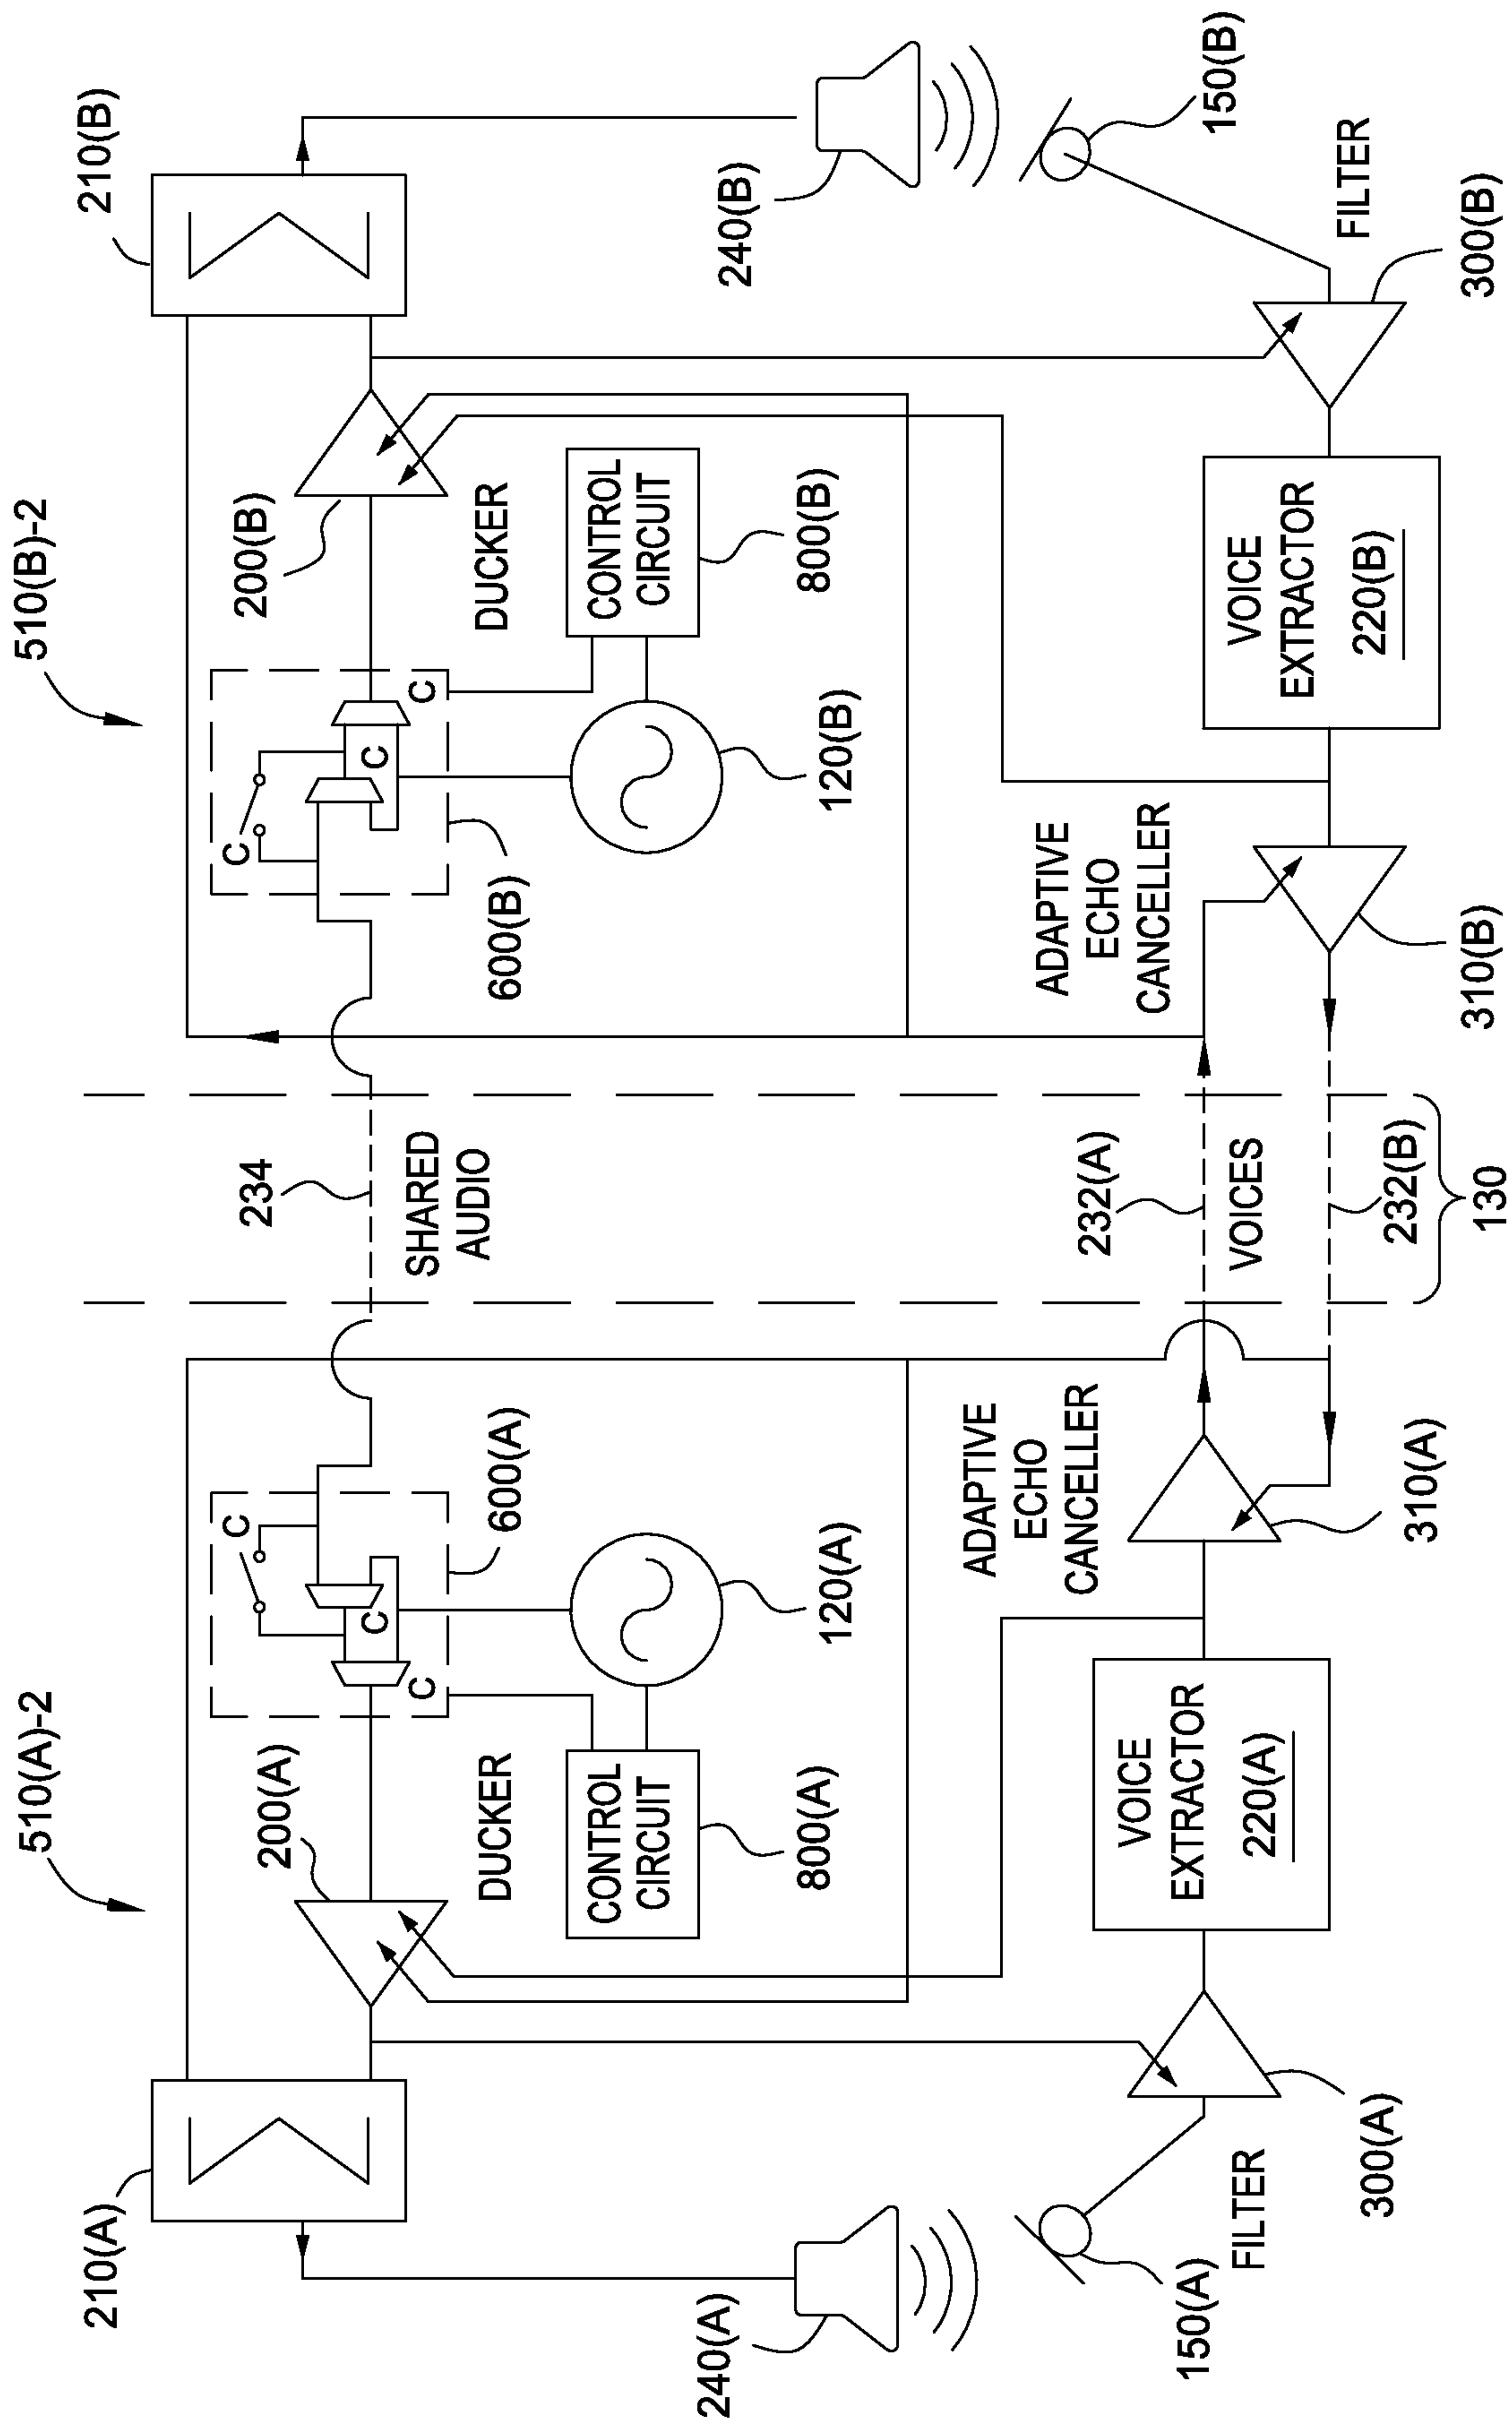 510(A)-2
510(B)-2
210(A)
200(A)
DUCKER
C
C
C
600(A)
CONTROL
CIRCUIT
800(A)
120(A)
240(A)
150(A)
FILTER
300(A)
VOICE
EXTRACTOR
220(A)
ADAPTIVE
ECHO
CANCELLER
310(A)
234
SHARED
AUDIO
232(A)
VOICES
232(B)
130
C
C
C
600(B)
200(B)
DUCKER
210(B)
CONTROL
CIRCUIT
800(B)
120(B)
240(B)
150(B)
FILTER
300(B)
VOICE
EXTRACTOR
220(B)
ADAPTIVE
ECHO
CANCELLER
310(B)